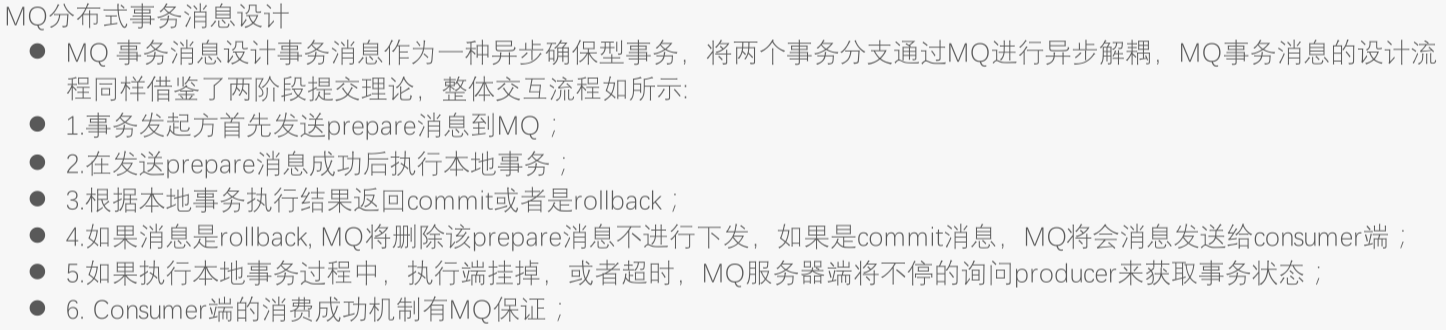 MQ分布式事务消息设计
● MQ 事务消息设计事务消息作为一种异步确保型事务，将两个事务分支通过MQ进行异步解耦，MQ事务消息的设计流
程同样借鉴了两阶段提交理论，整体交互流程如所示:
● 1.事务发起方首先发送prepare消息到MQ；
● 2.在发送prepare消息成功后执行本地事务；
● 3.根据本地事务执行结果返回commit或者是rollback；
● 4.如果消息是rollback, MQ将删除该prepare消息不进行下发，如果是commit消息，MQ将会消息发送给consumer端；
● 5.如果执行本地事务过程中，执行端挂掉，或者超时，MQ服务器端将不停的询问producer来获取事务状态；
● 6. Consumer端的消费成功机制有MQ保证；